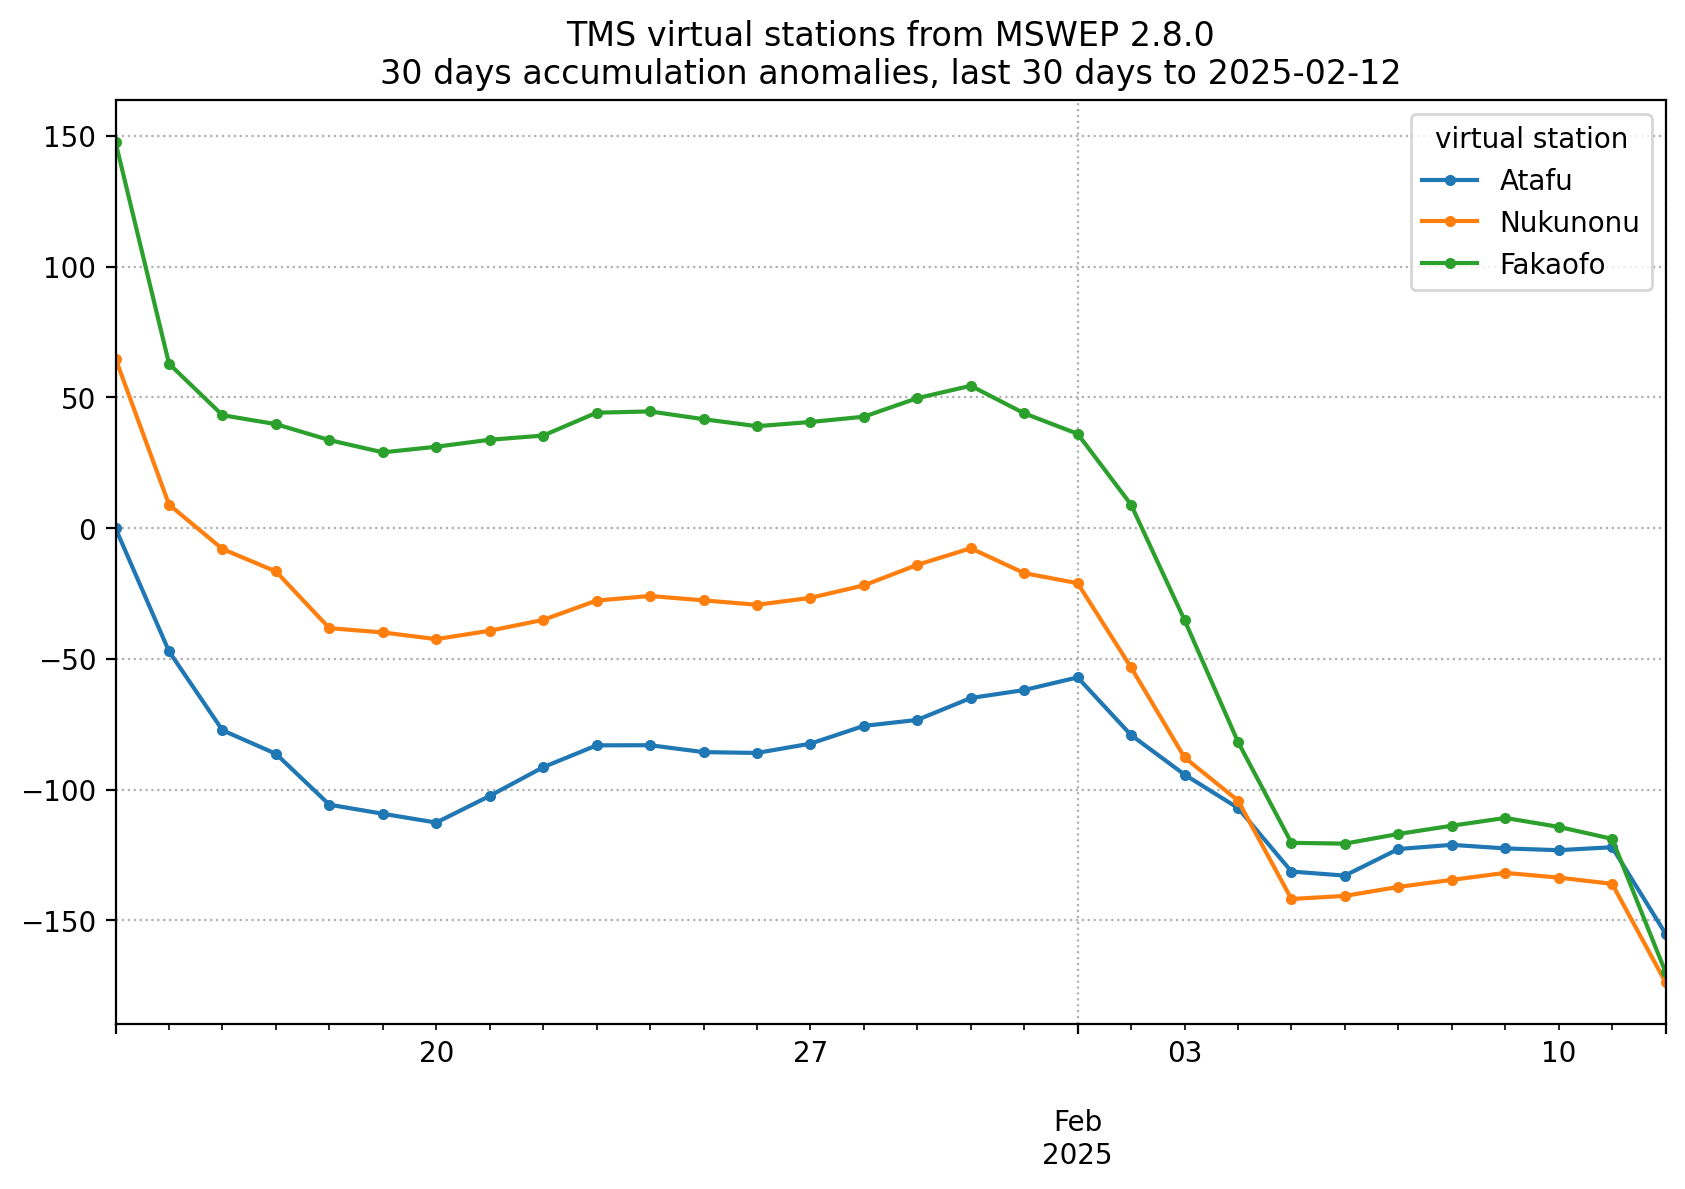 TMS virtual stations from MSWEP 2.8.0
30 days accumulation anomalies, last 30 days to 2025-02-12
virtual station
Atafu
Nukunonu
Fakaofo
150
100
50
0
−50
−100
−150
20
27
03
10
Feb
2025